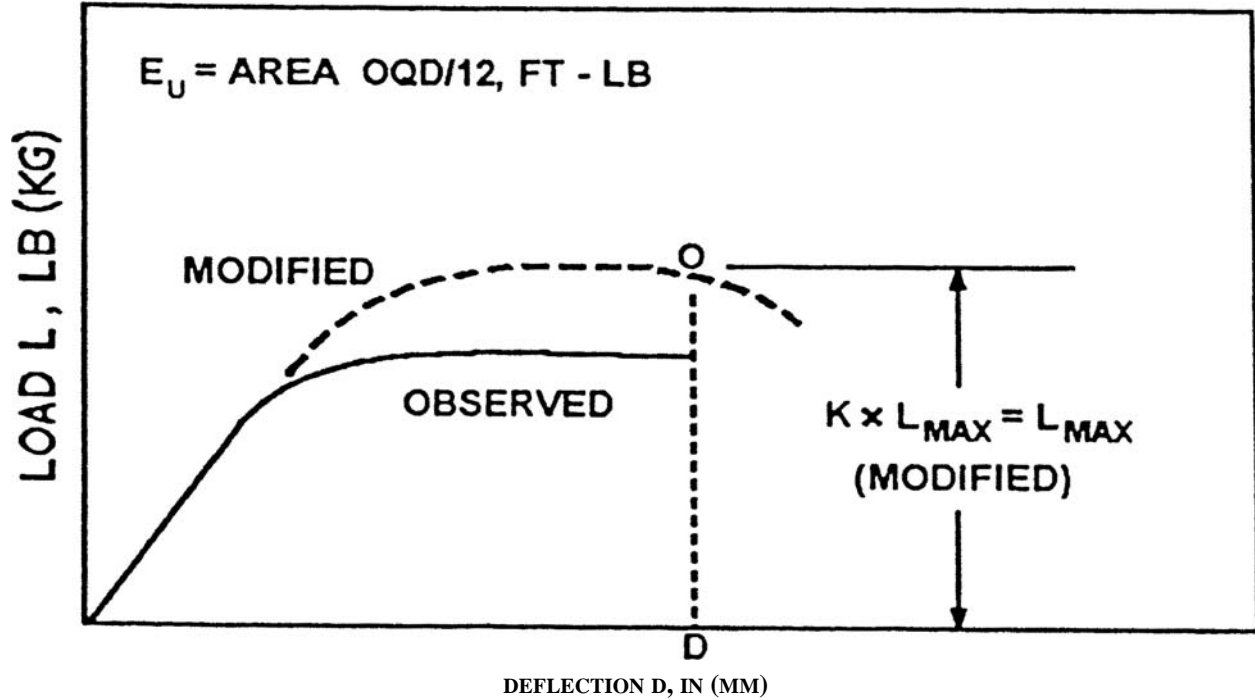 E_U = AREA OQD/12, FT - LB
LOAD L, LB (KG)
MODIFIED
O
OBSERVED
K × L_MAX = L_MAX
(MODIFIED)
D
DEFLECTION D, IN (MM)